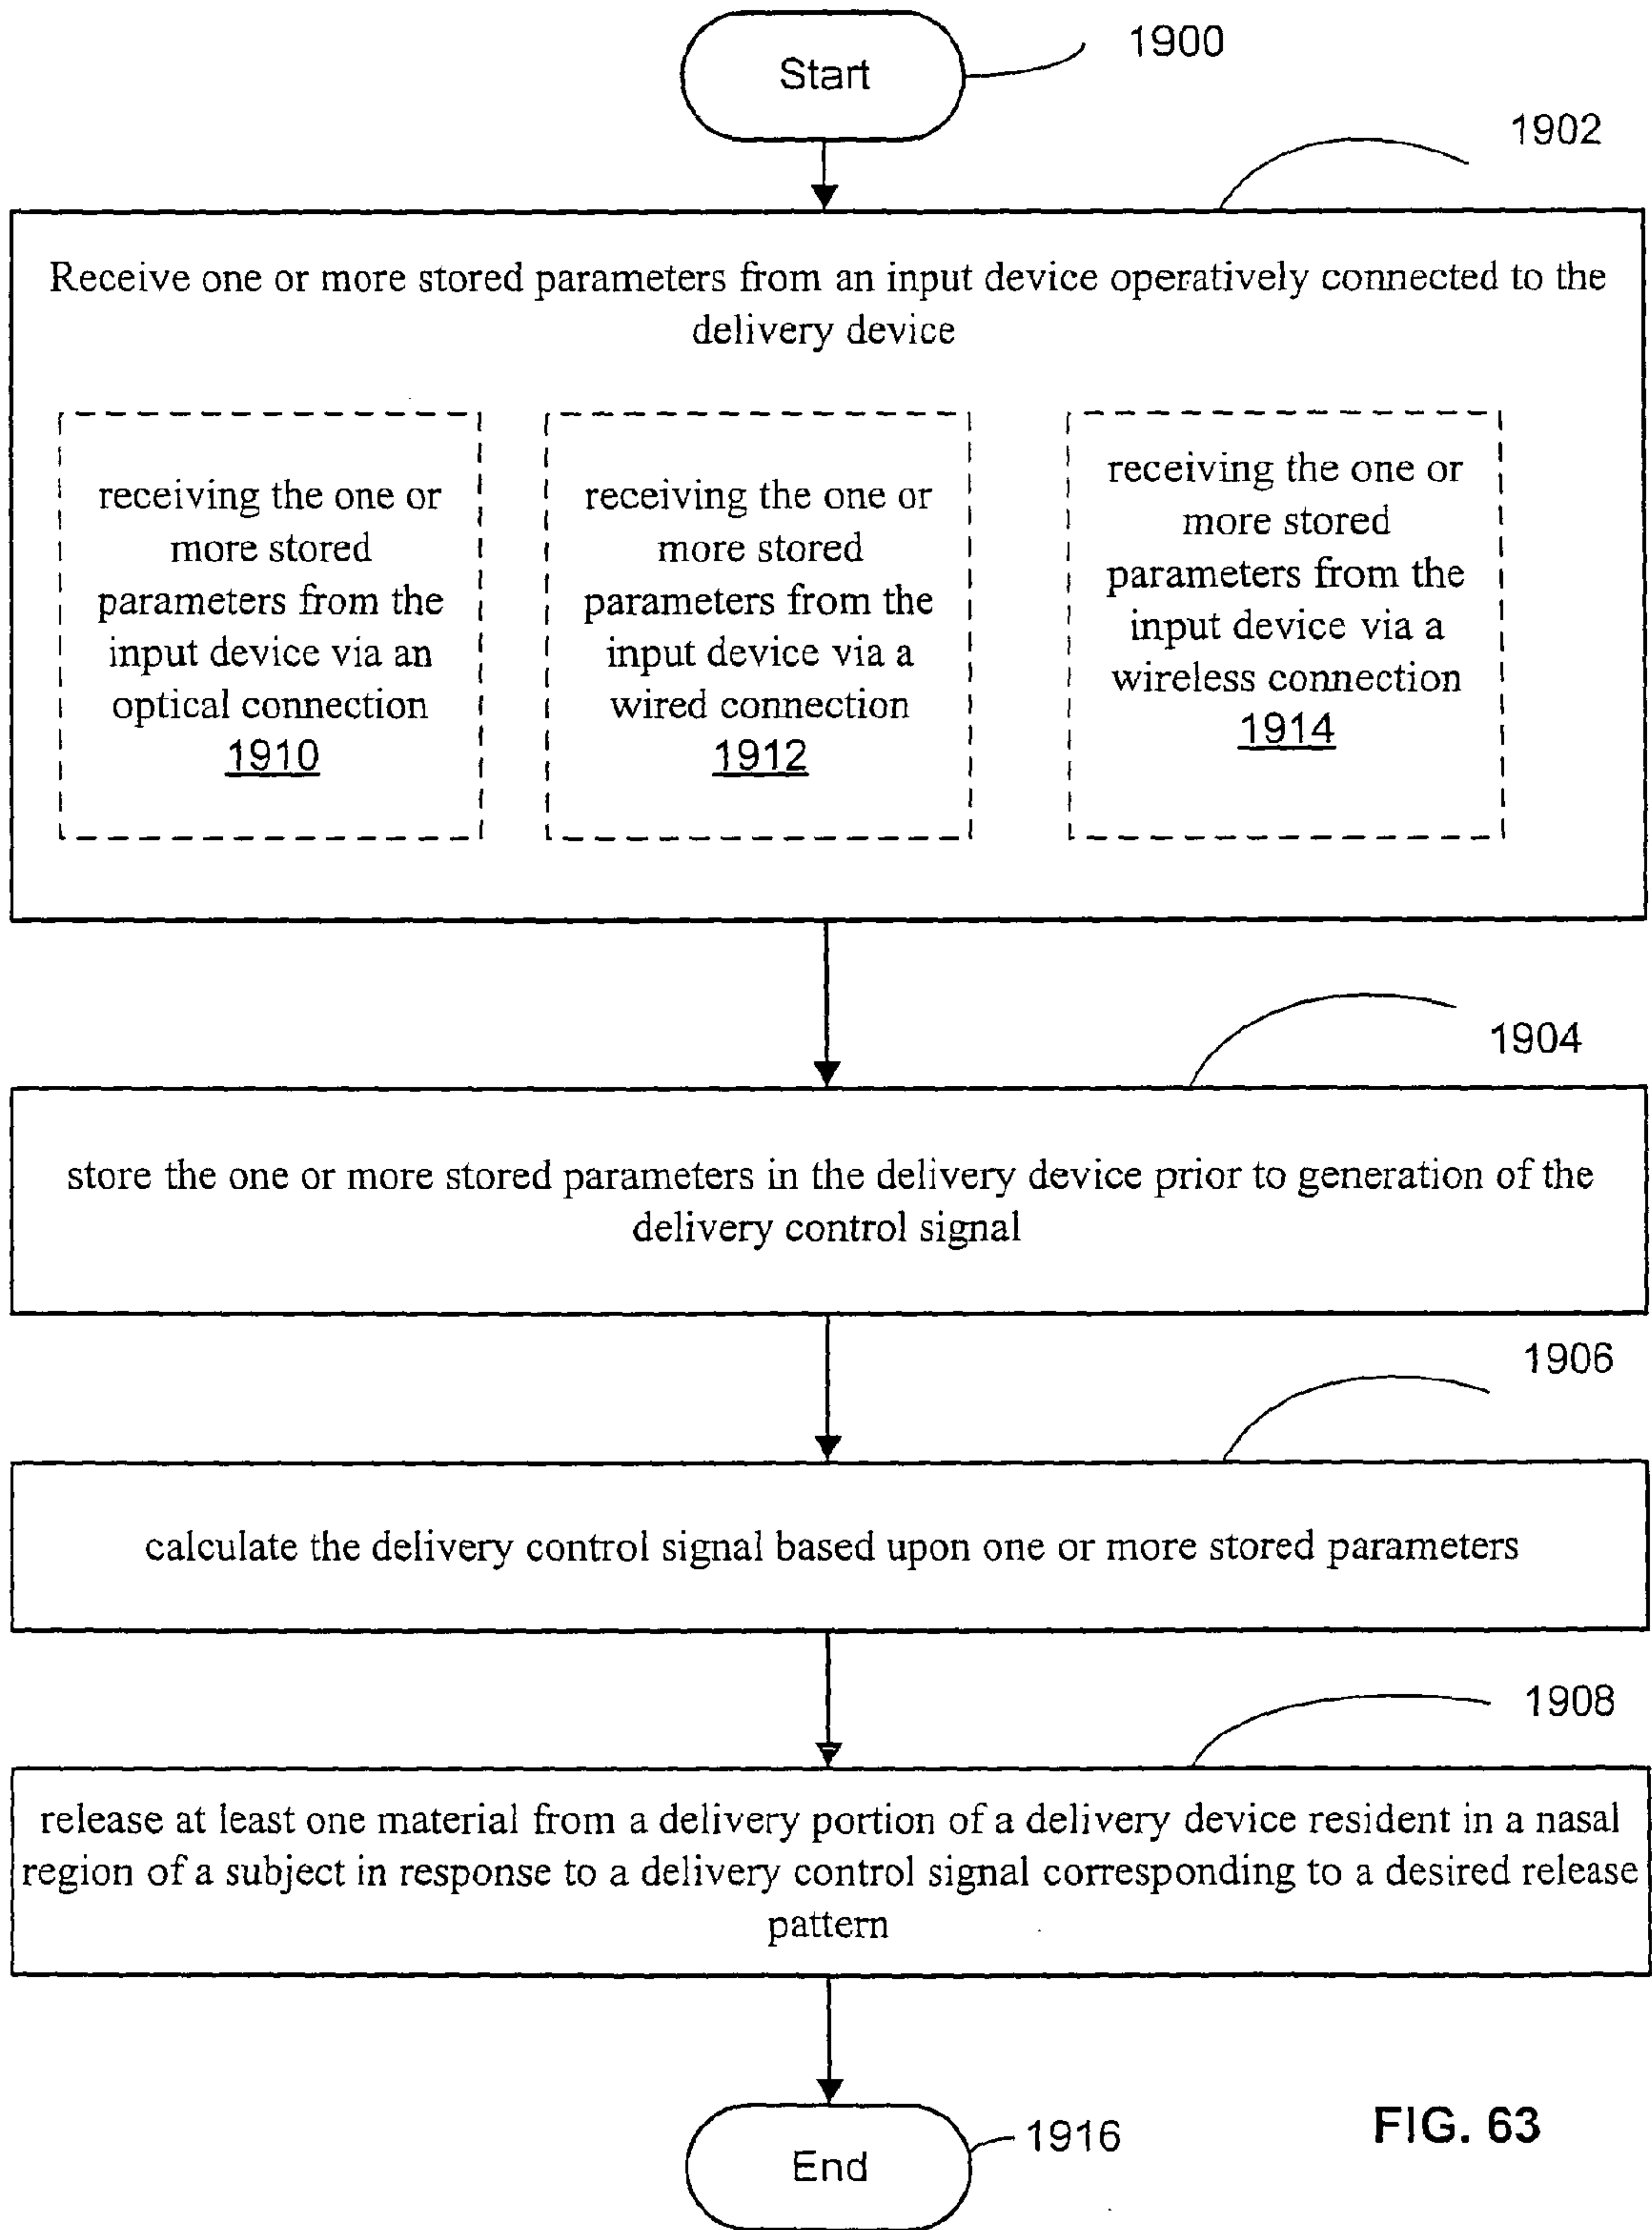 Start
1900
1902
Receive one or more stored parameters from an input device operatively connected to the
delivery device
receiving the one or
more stored
parameters from the
input device via an
optical connection
1910
receiving the one or
more stored
parameters from the
input device via a
wired connection
1912
receiving the one or
more stored
parameters from the
input device via a
wireless connection
1914
1904
store the one or more stored parameters in the delivery device prior to generation of the
delivery control signal
1906
calculate the delivery control signal based upon one or more stored parameters
1908
release at least one material from a delivery portion of a delivery device resident in a nasal
region of a subject in response to a delivery control signal corresponding to a desired release
pattern
End
1916
FIG. 63